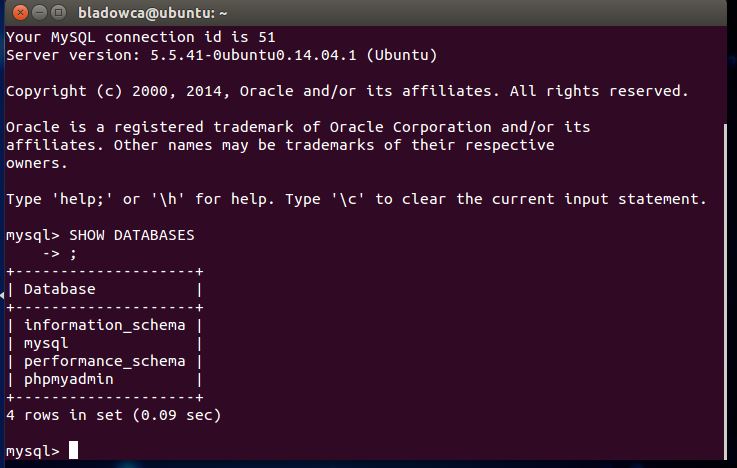 bladowca@ubuntu: ~
Your MySQL connection id is 51
Server version: 5.5.41-0ubuntu0.14.04.1 (Ubuntu)
Copyright (c) 2000, 2014, Oracle and/or its affiliates. All rights reserved.
Oracle is a registered trademark of Oracle Corporation and/or its
affiliates. Other names may be trademarks of their respective
owners.
Type 'help;' or '\h' for help. Type '\c' to clear the current input statement.
mysql> SHOW DATABASES
    -> ;
+--------------------+
| Database           |
+--------------------+
| information_schema |
| mysql              |
| performance_schema |
| phpmyadmin         |
+--------------------+
4 rows in set (0.09 sec)
mysql>